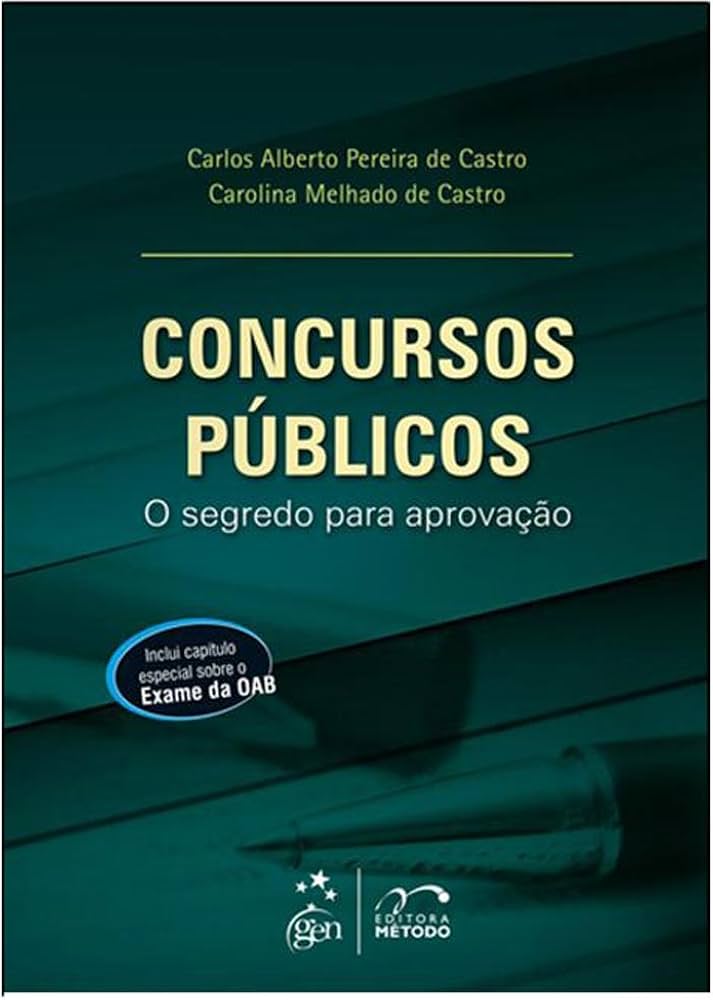 Carlos Alberto Pereira de Castro
Carolina Melhado de Castro
CONCURSOS
PÚBLICOS
O segredo para aprovação
Inclui capítulo
especial sobre o
Exame da OAB
gen
EDITORA
MÉTODO